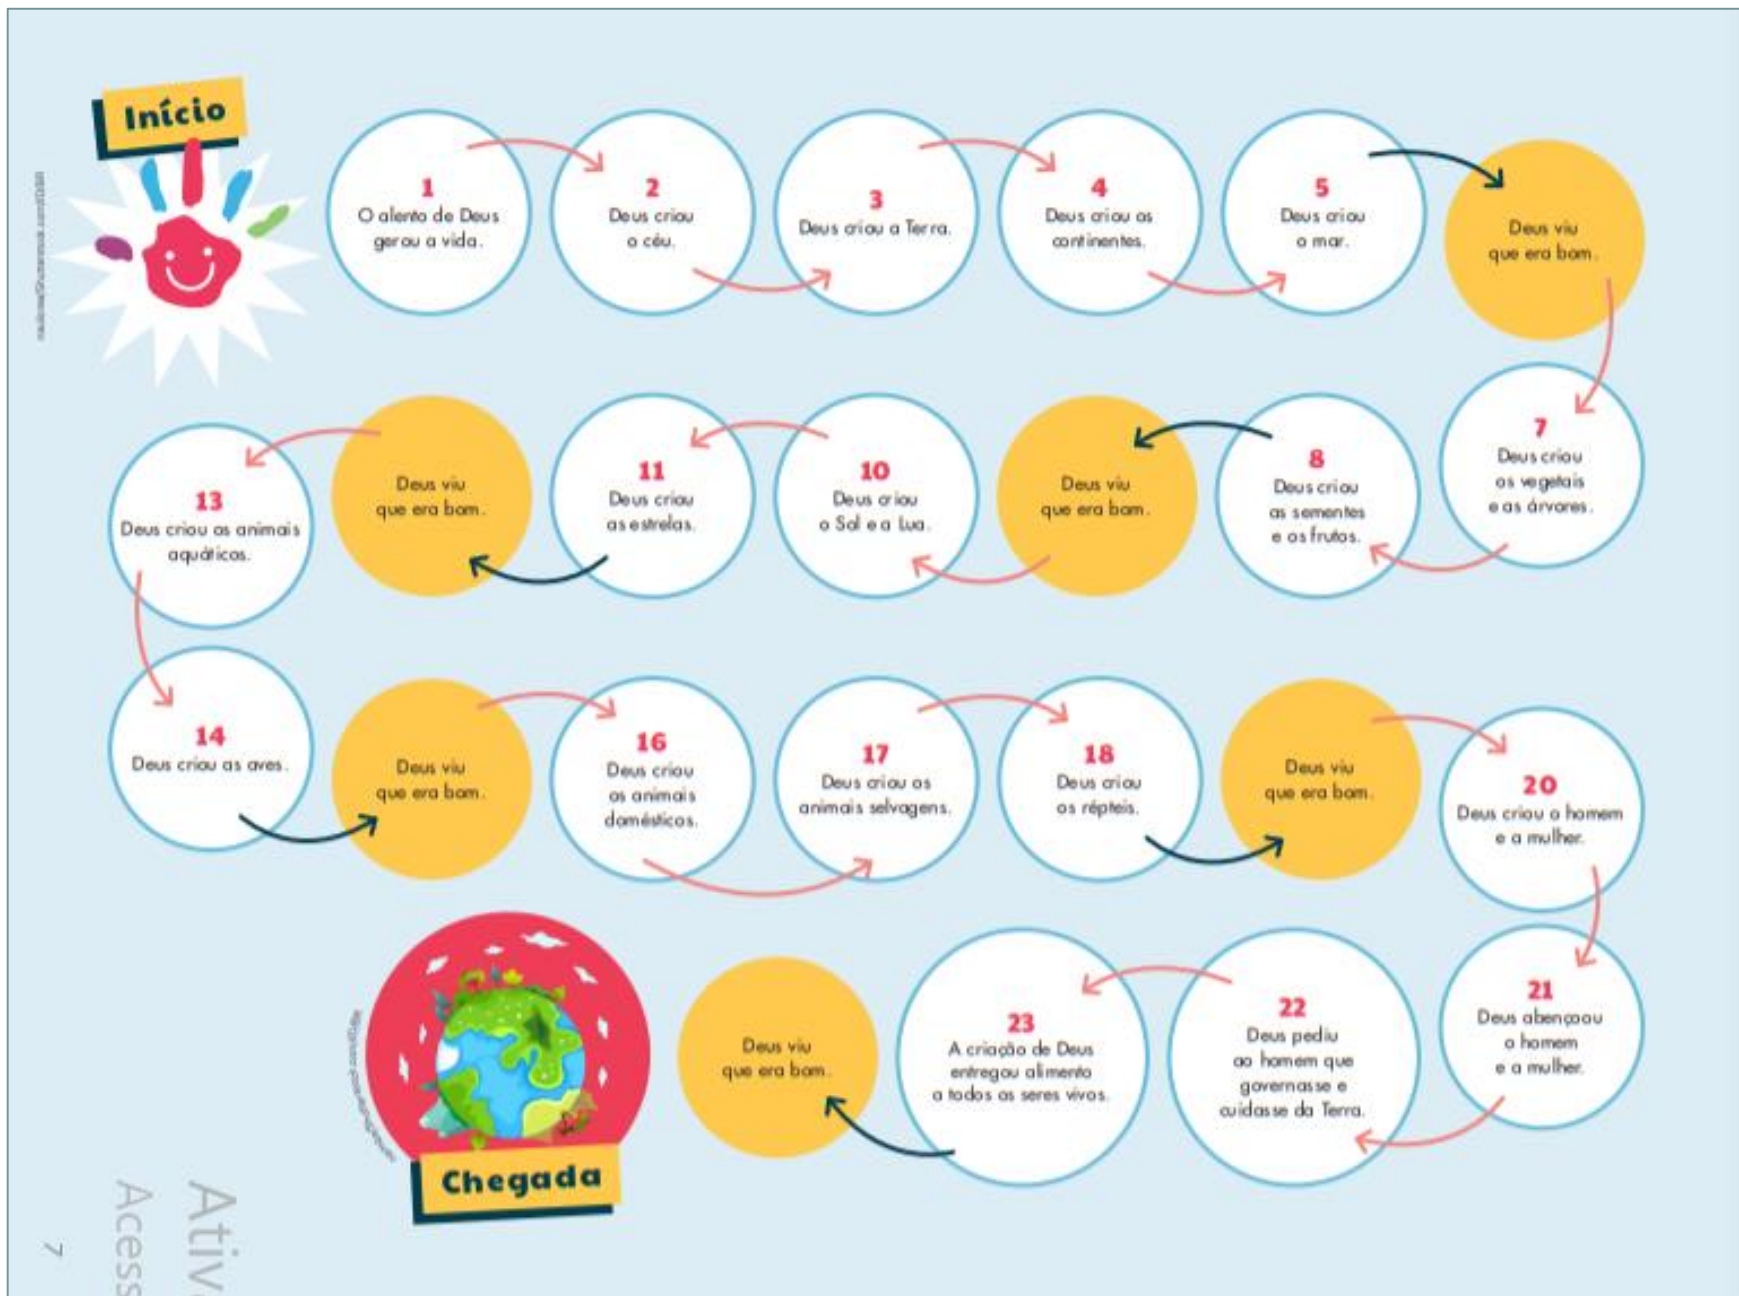 Início
1
O alento de Deus
gerou a vida.
2
Deus criou
o céu.
3
Deus criou a Terra.
4
Deus criou os
continentes.
5
Deus criou
o mar.
Deus viu
que era bom.
7
Deus criou
os vegetais
e as árvores.
8
Deus criou
as sementes
e os frutos.
Deus viu
que era bom.
10
Deus criou
o Sol e a Lua.
11
Deus criou
as estrelas.
Deus viu
que era bom.
13
Deus criou os animais
aquáticos.
14
Deus criou as aves.
Deus viu
que era bom.
16
Deus criou
os animais
domésticos.
17
Deus criou os
animais selvagens.
18
Deus criou
os répteis.
Deus viu
que era bom.
20
Deus criou o homem
e a mulher.
21
Deus abençoou
o homem
e a mulher.
22
Deus pediu
ao homem que
governasse e
cuidasse da Terra.
23
A criação de Deus
entregou alimento
a todos os seres vivos.
Deus viu
que era bom.
Chegada
Ativ
Acess
7